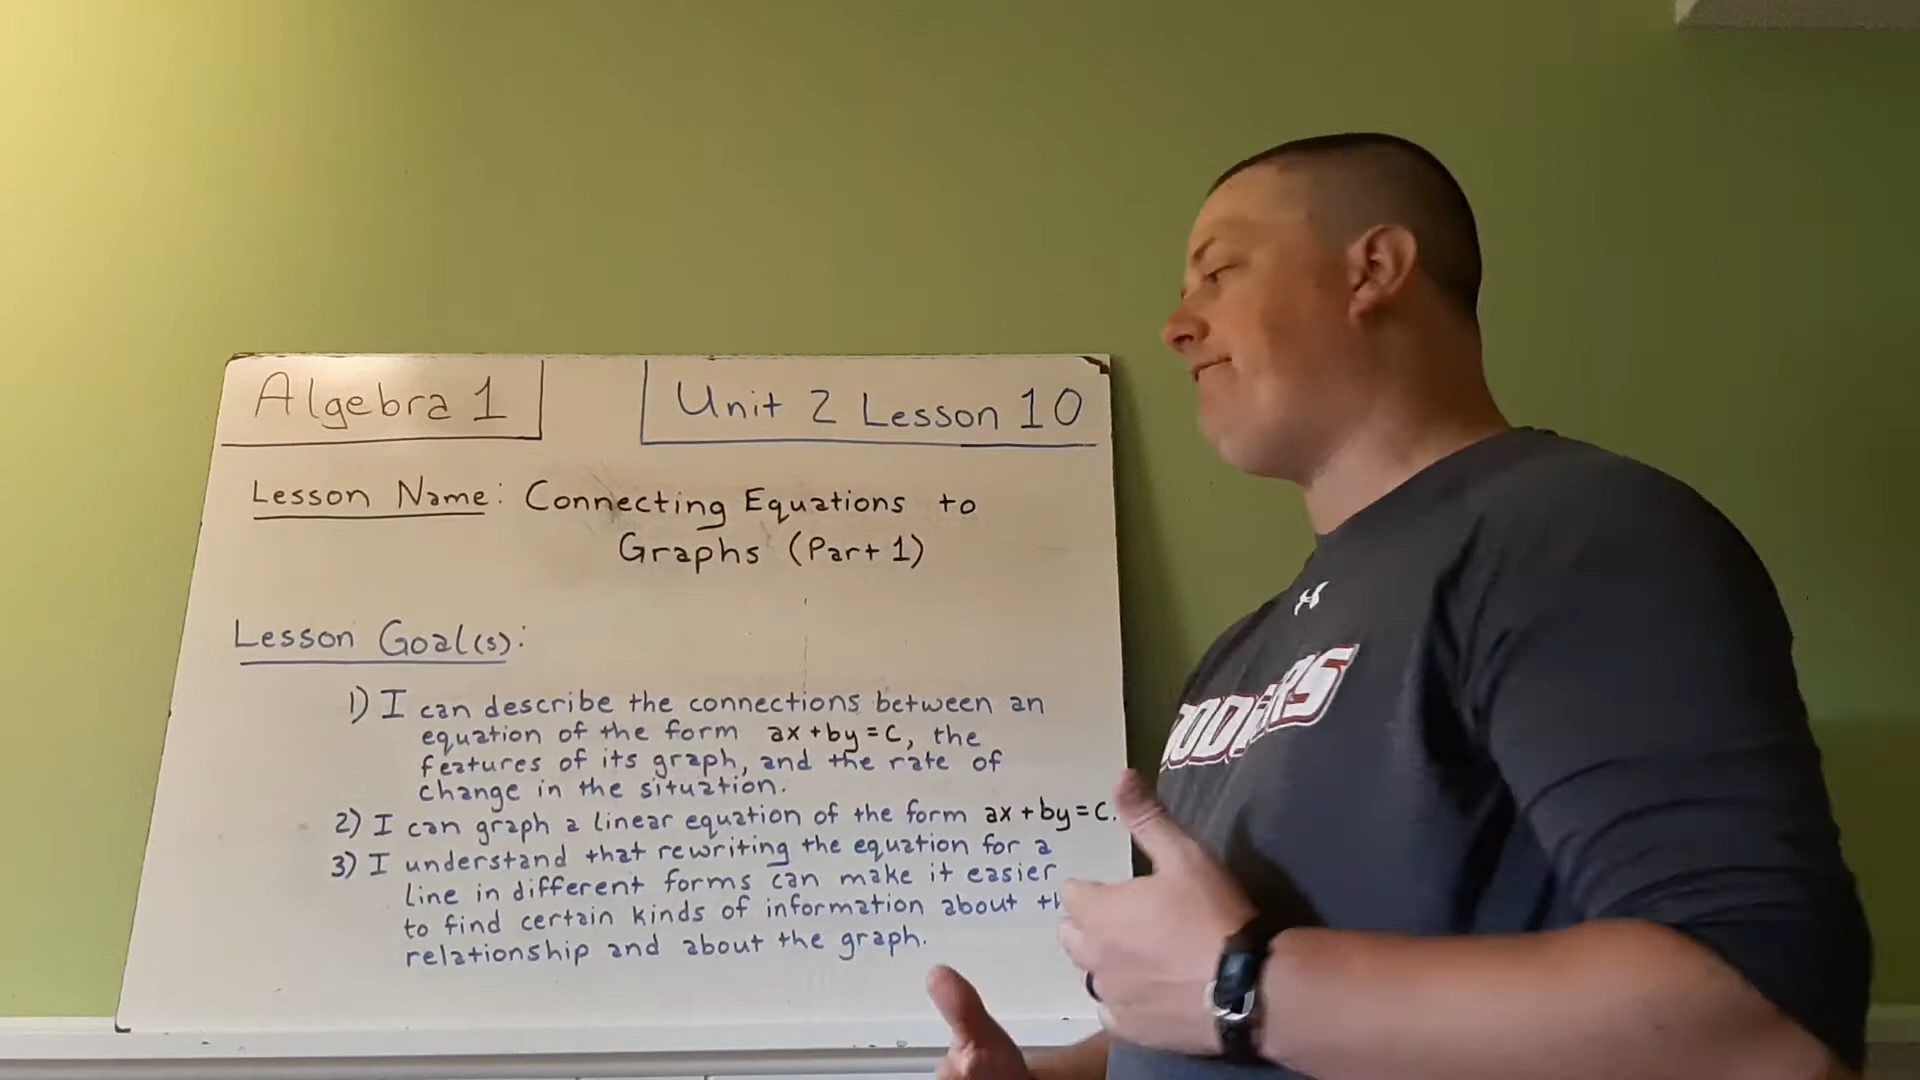 Algebra 1
Unit 2 Lesson 10
Lesson Name: Connecting Equations to
Graphs (Part 1)
Lesson Goal(s):
1) I can describe the connections between an
equation of the form ax+by=c, the
features of its graph, and the rate of
change in the situation.
2) I can graph a linear equation of the form ax+by=c.
3) I understand that rewriting the equation for a
line in different forms can make it easier
to find certain kinds of information about
relationship and about the graph.